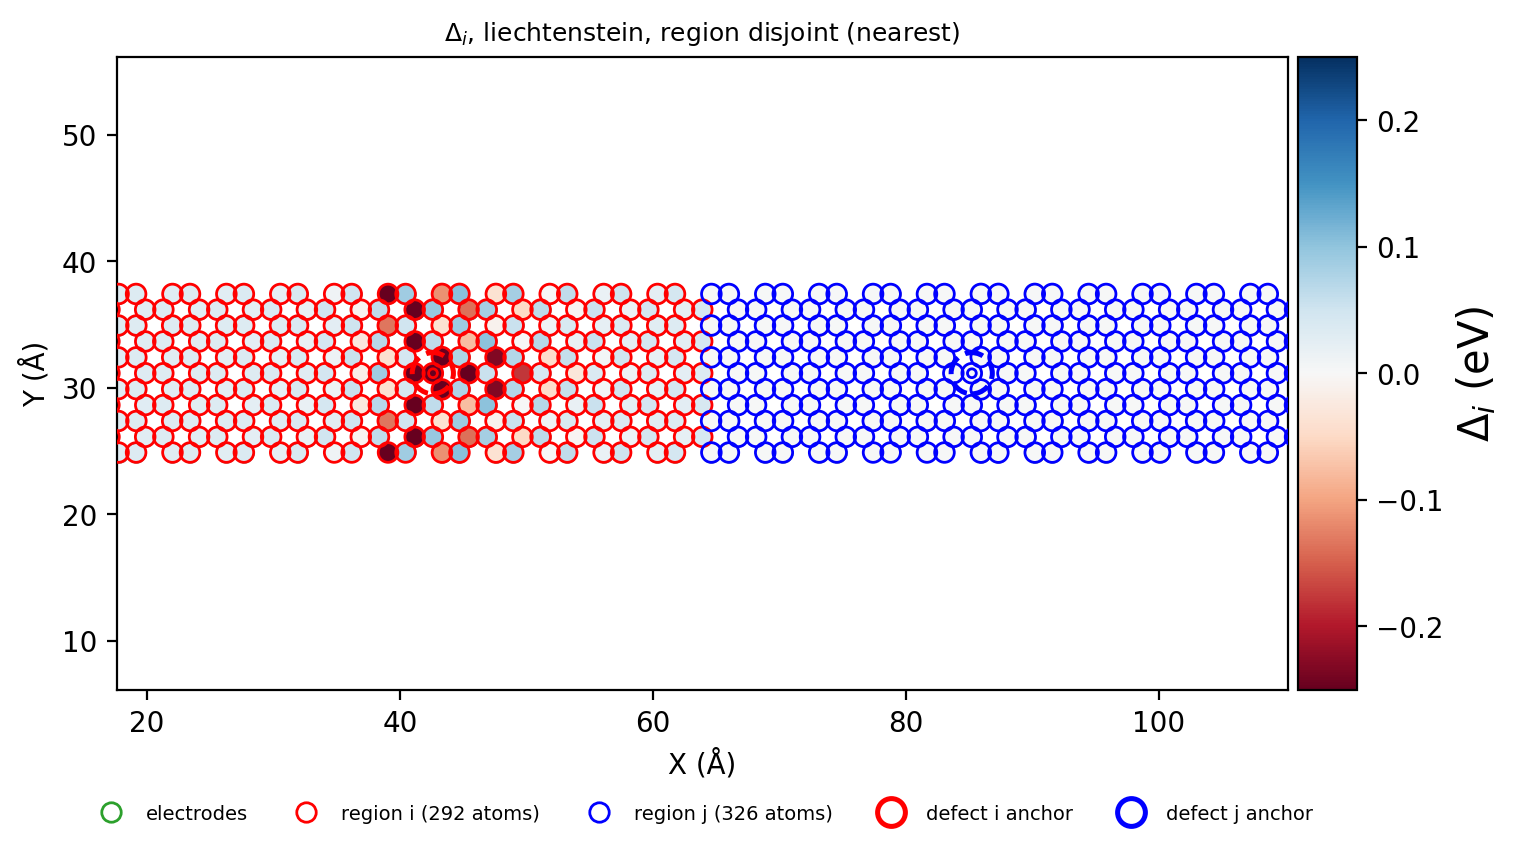 Δi, liechtenstein, region disjoint (nearest)
50
40
30
20
10
Y (Å)
20
40
60
80
100
X (Å)
0.2
0.1
0.0
−0.1
−0.2
Δi (eV)
electrodes
region i (292 atoms)
region j (326 atoms)
defect i anchor
defect j anchor